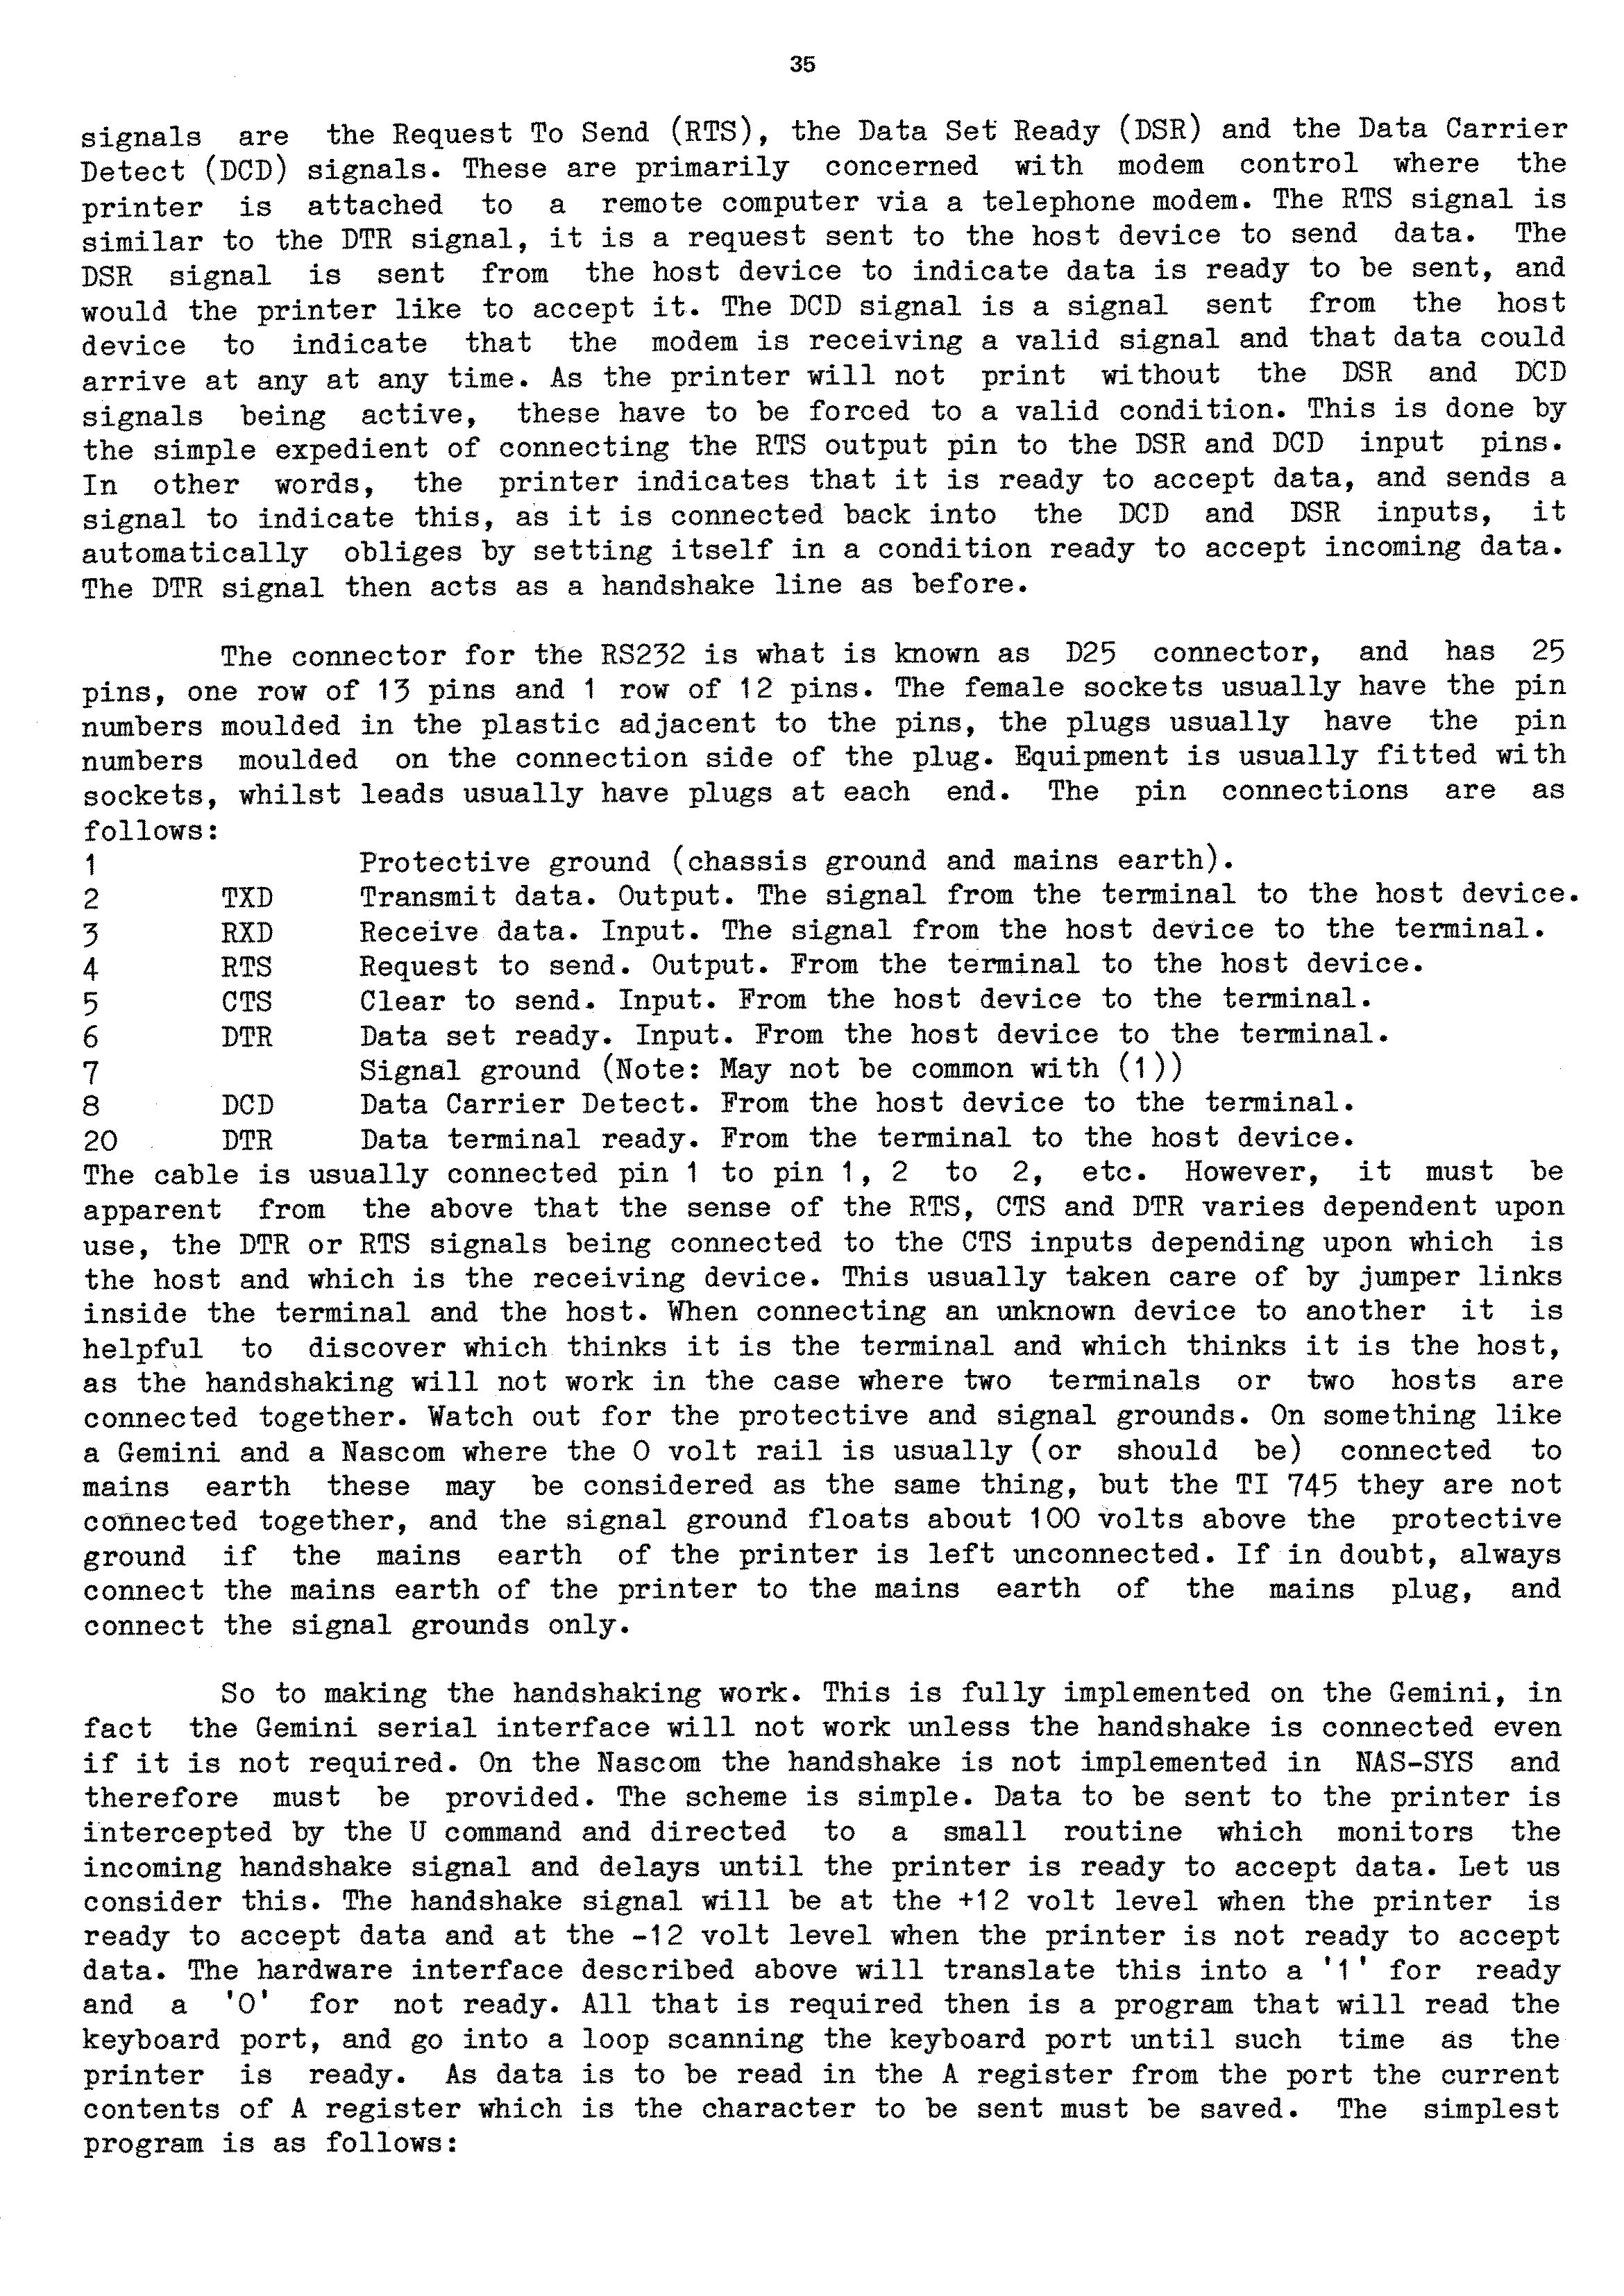 35
signals are the Request To Send (RTS), the Data Set Ready (DSR) and the Data Carrier
Detect (DCD) signals. These are primarily concerned with modem control where the
printer is attached to a remote computer via a telephone modem. The RTS signal is
similar to the DTR signal, it is a request sent to the host device to send data. The
DSR signal is sent from the host device to indicate data is ready to be sent, and
would the printer like to accept it. The DCD signal is a signal sent from the host
device to indicate that the modem is receiving a valid signal and that data could
arrive at any at any time. As the printer will not print without the DSR and DCD
signals being active, these have to be forced to a valid condition. This is done by
the simple expedient of connecting the RTS output pin to the DSR and DCD input pins.
In other words, the printer indicates that it is ready to accept data, and sends a
signal to indicate this, as it is connected back into the DCD and DSR inputs, it
automatically obliges by setting itself in a condition ready to accept incoming data.
The DTR signal then acts as a handshake line as before.
The connector for the RS232 is what is known as D25 connector, and has 25
pins, one row of 13 pins and 1 row of 12 pins. The female sockets usually have the pin
numbers moulded in the plastic adjacent to the pins, the plugs usually have the pin
numbers moulded on the connection side of the plug. Equipment is usually fitted with
sockets, whilst leads usually have plugs at each end. The pin connections are as
follows:
1 Protective ground (chassis ground and mains earth).
2 TXD Transmit data. Output. The signal from the terminal to the host device.
3 RXD Receive data. Input. The signal from the host device to the terminal.
4 RTS Request to send. Output. From the terminal to the host device.
5 CTS Clear to send. Input. From the host device to the terminal.
6 DTR Data set ready. Input. From the host device to the terminal.
7 Signal ground (Note: May not be common with (1))
8 DCD Data Carrier Detect. From the host device to the terminal.
20 DTR Data terminal ready. From the terminal to the host device.
The cable is usually connected pin 1 to pin 1, 2 to 2, etc. However, it must be
apparent from the above that the sense of the RTS, CTS and DTR varies dependent upon
use, the DTR or RTS signals being connected to the CTS inputs depending upon which is
the host and which is the receiving device. This usually taken care of by jumper links
inside the terminal and the host. When connecting an unknown device to another it is
helpful to discover which thinks it is the terminal and which thinks it is the host,
as the handshaking will not work in the case where two terminals or two hosts are
connected together. Watch out for the protective and signal grounds. On something like
a Gemini and a Nascom where the 0 volt rail is usually (or should be) connected to
mains earth these may be considered as the same thing, but the TI 745 they are not
connected together, and the signal ground floats about 100 volts above the protective
ground if the mains earth of the printer is left unconnected. If in doubt, always
connect the mains earth of the printer to the mains earth of the mains plug, and
connect the signal grounds only.
So to making the handshaking work. This is fully implemented on the Gemini, in
fact the Gemini serial interface will not work unless the handshake is connected even
if it is not required. On the Nascom the handshake is not implemented in NAS-SYS and
therefore must be provided. The scheme is simple. Data to be sent to the printer is
intercepted by the U command and directed to a small routine which monitors the
incoming handshake signal and delays until the printer is ready to accept data. Let us
consider this. The handshake signal will be at the +12 volt level when the printer is
ready to accept data and at the -12 volt level when the printer is not ready to accept
data. The hardware interface described above will translate this into a '1' for ready
and a '0' for not ready. All that is required then is a program that will read the
keyboard port, and go into a loop scanning the keyboard port until such time as the
printer is ready. As data is to be read in the A register from the port the current
contents of A register which is the character to be sent must be saved. The simplest
program is as follows: